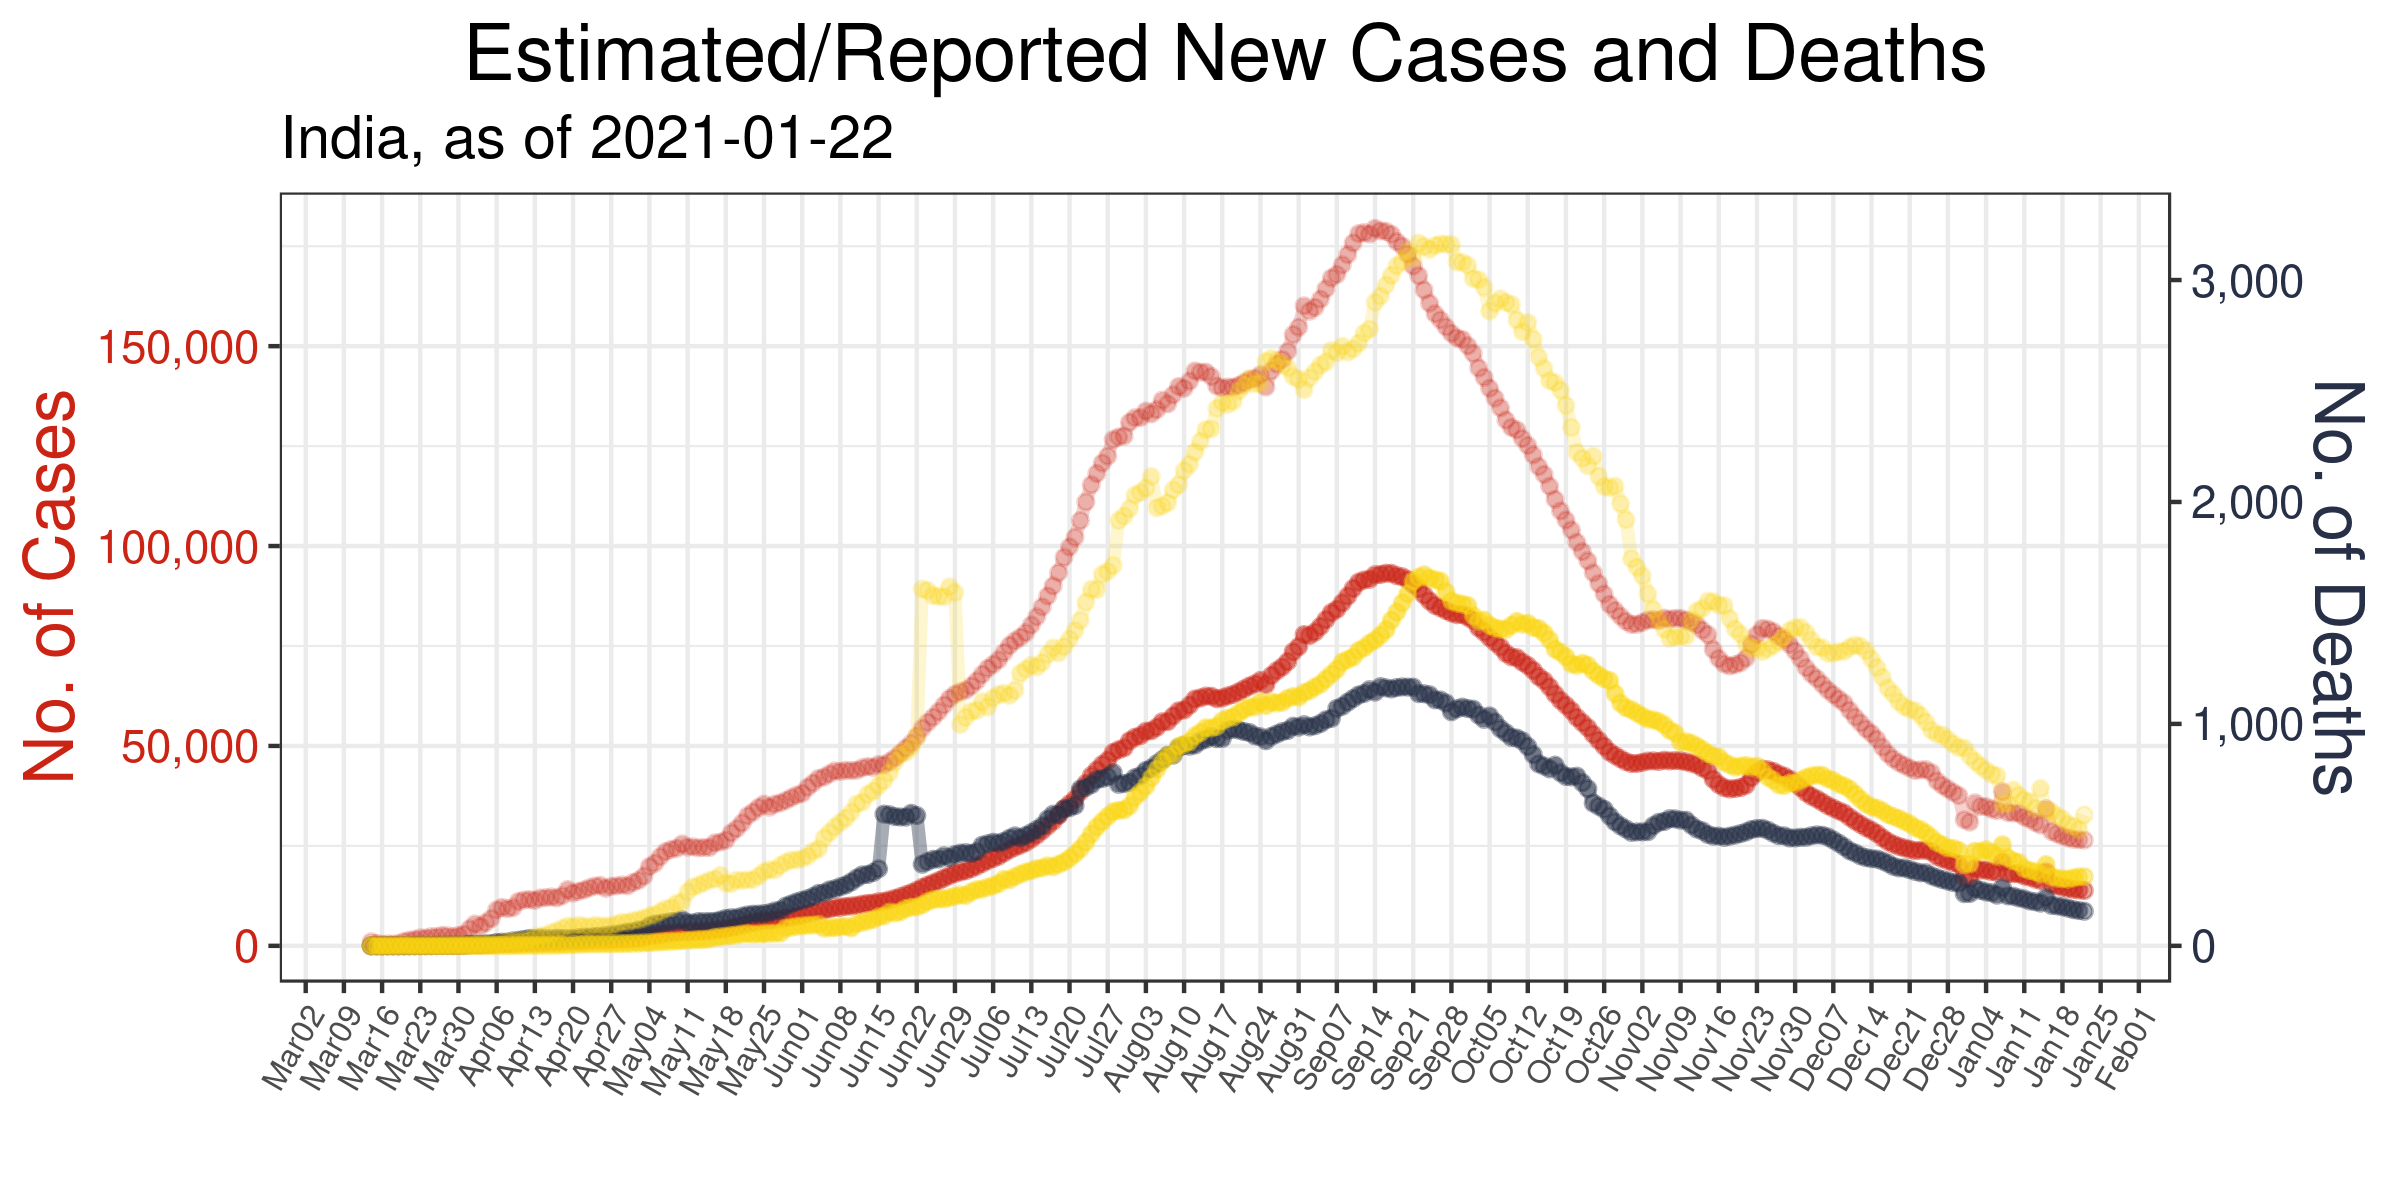 Estimated/Reported New Cases and Deaths
India, as of 2021-01-22
No. of Cases
150,000
100,000
50,000
0
3,000
2,000
1,000
0
No. of Deaths
Mar02
Mar09
Mar16
Mar23
Mar30
Apr06
Apr13
Apr20
Apr27
May04
May11
May18
May25
Jun01
Jun08
Jun15
Jun22
Jun29
Jul06
Jul13
Jul20
Jul27
Aug03
Aug10
Aug17
Aug24
Aug31
Sep07
Sep14
Sep21
Sep28
Oct05
Oct12
Oct19
Oct26
Nov02
Nov09
Nov16
Nov23
Nov30
Dec07
Dec14
Dec21
Dec28
Jan04
Jan11
Jan18
Jan25
Feb01